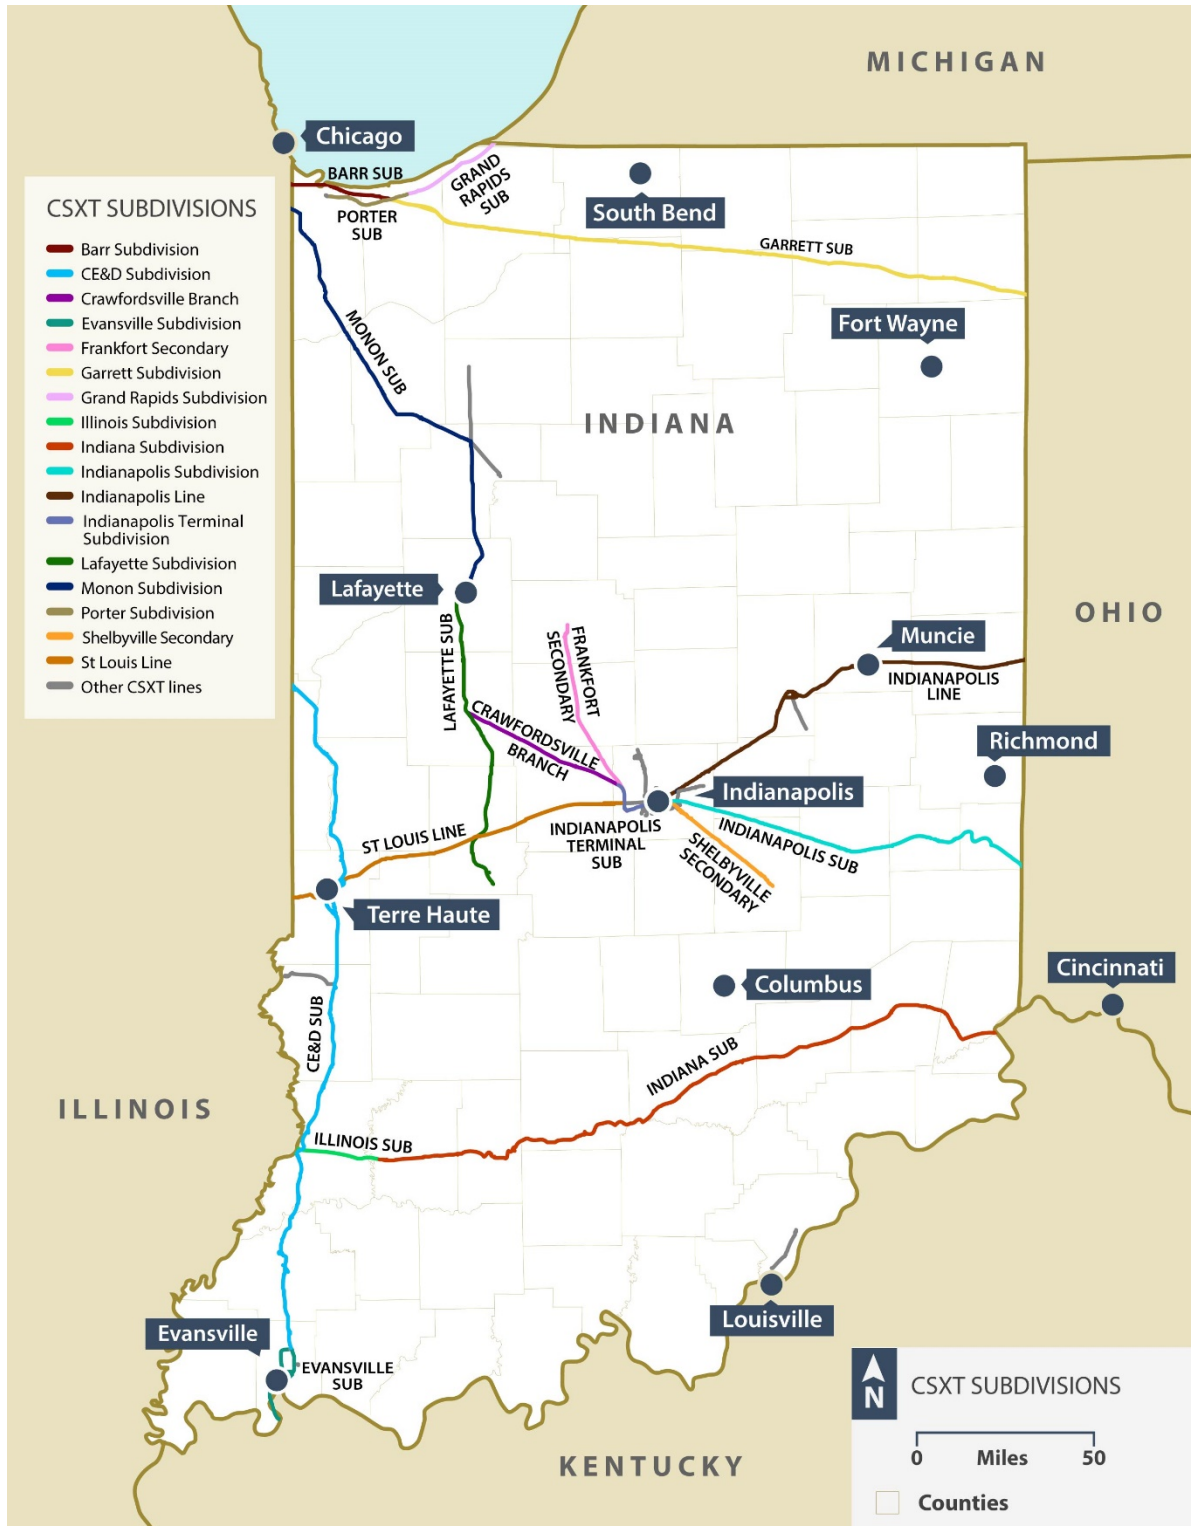 MICHIGAN
Chicago
BARR SUB
GRAND
RAPIDS
SUB
PORTER
SUB
South Bend
GARRETT SUB
CSXT SUBDIVISIONS
Barr Subdivision
CE&D Subdivision
Crawfordsville Branch
Evansville Subdivision
Frankfort Secondary
Garrett Subdivision
Grand Rapids Subdivision
Illinois Subdivision
Indiana Subdivision
Indianapolis Subdivision
Indianapolis Line
Indianapolis Terminal
Subdivision
Lafayette Subdivision
Monon Subdivision
Porter Subdivision
Shelbyville Secondary
St Louis Line
Other CSXT lines
MONON SUB
Fort Wayne
INDIANA
Lafayette
OHIO
LAFAYETTE SUB
FRANKFORT
SECONDARY
Muncie
INDIANAPOLIS
LINE
CRAWFORDSVILLE
BRANCH
Richmond
Indianapolis
ST LOUIS LINE
INDIANAPOLIS
TERMINAL
SUB
INDIANAPOLIS SUB
SHELBYVILLE
SECONDARY
Terre Haute
Columbus
Cincinnati
CE&D SUB
INDIANA SUB
ILLINOIS
ILLINOIS SUB
Louisville
Evansville
EVANSVILLE
SUB
KENTUCKY
N
CSXT SUBDIVISIONS
0 Miles 50
Counties